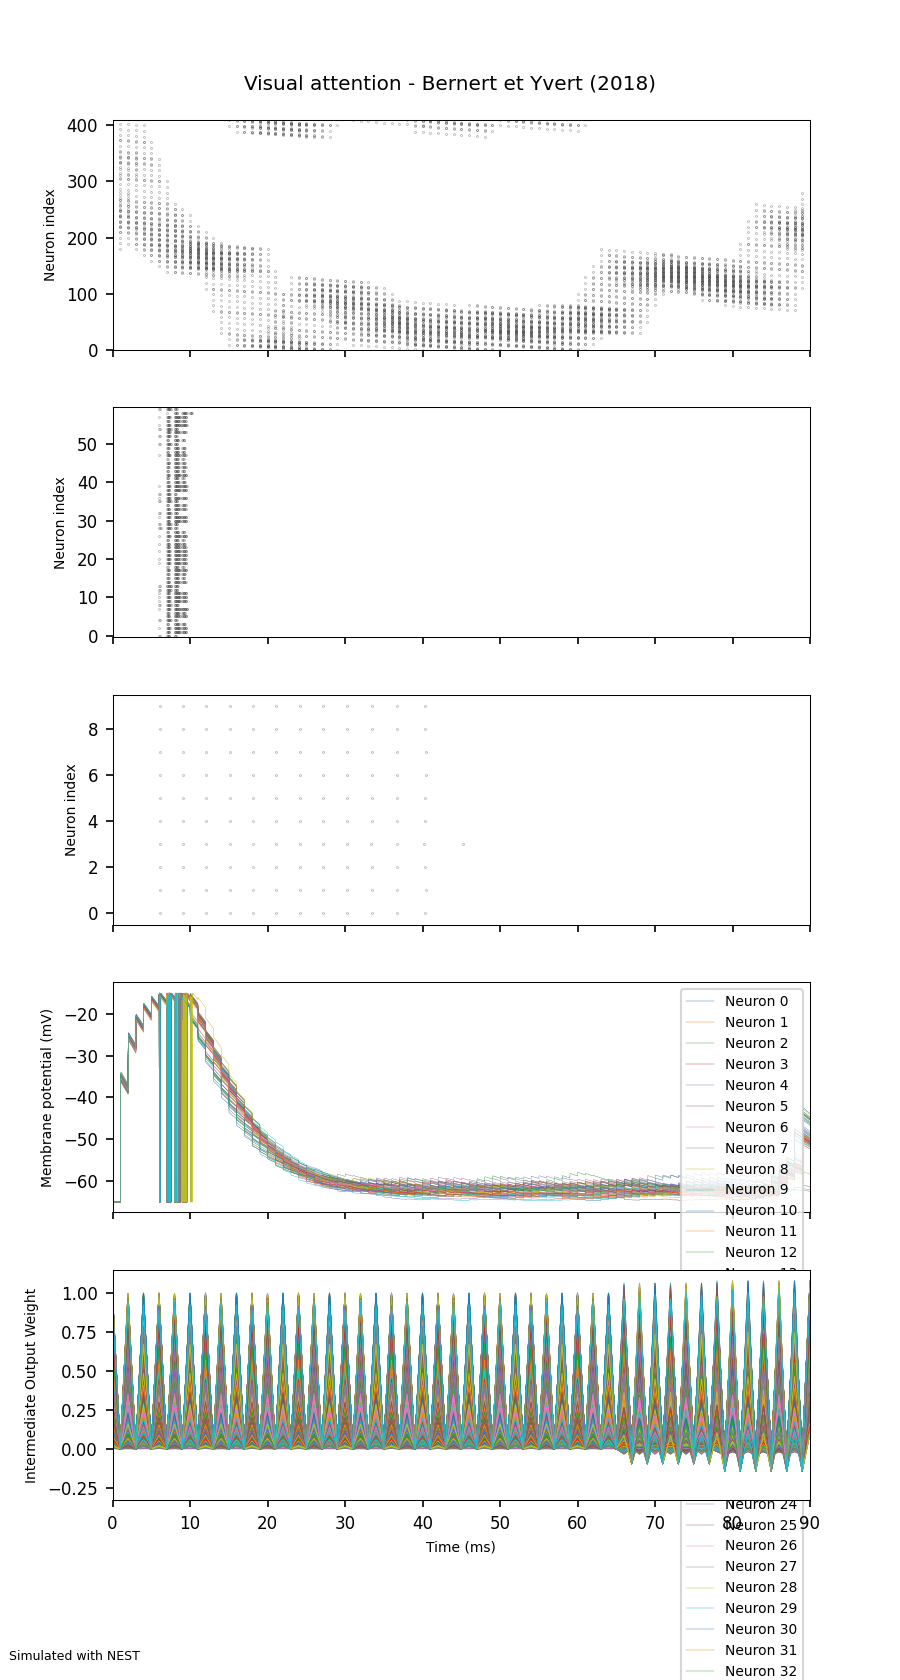 Visual attention - Bernert et Yvert (2018)
400
300
200
100
0
Neuron index
50
40
30
20
10
0
Neuron index
8
6
4
2
0
Neuron index
−20
−30
−40
−50
−60
Membrane potential (mV)
Neuron 0
Neuron 1
Neuron 2
Neuron 3
Neuron 4
Neuron 5
Neuron 6
Neuron 7
Neuron 8
Neuron 9
Neuron 10
Neuron 11
Neuron 12
1.00
0.75
0.50
0.25
0.00
−0.25
Intermediate Output Weight
Neuron 24
0 10 20 30 40 50 60 70 80 90
Neuron 25
Time (ms)
Neuron 26
Neuron 27
Neuron 28
Neuron 29
Neuron 30
Neuron 31
Neuron 32
Simulated with NEST